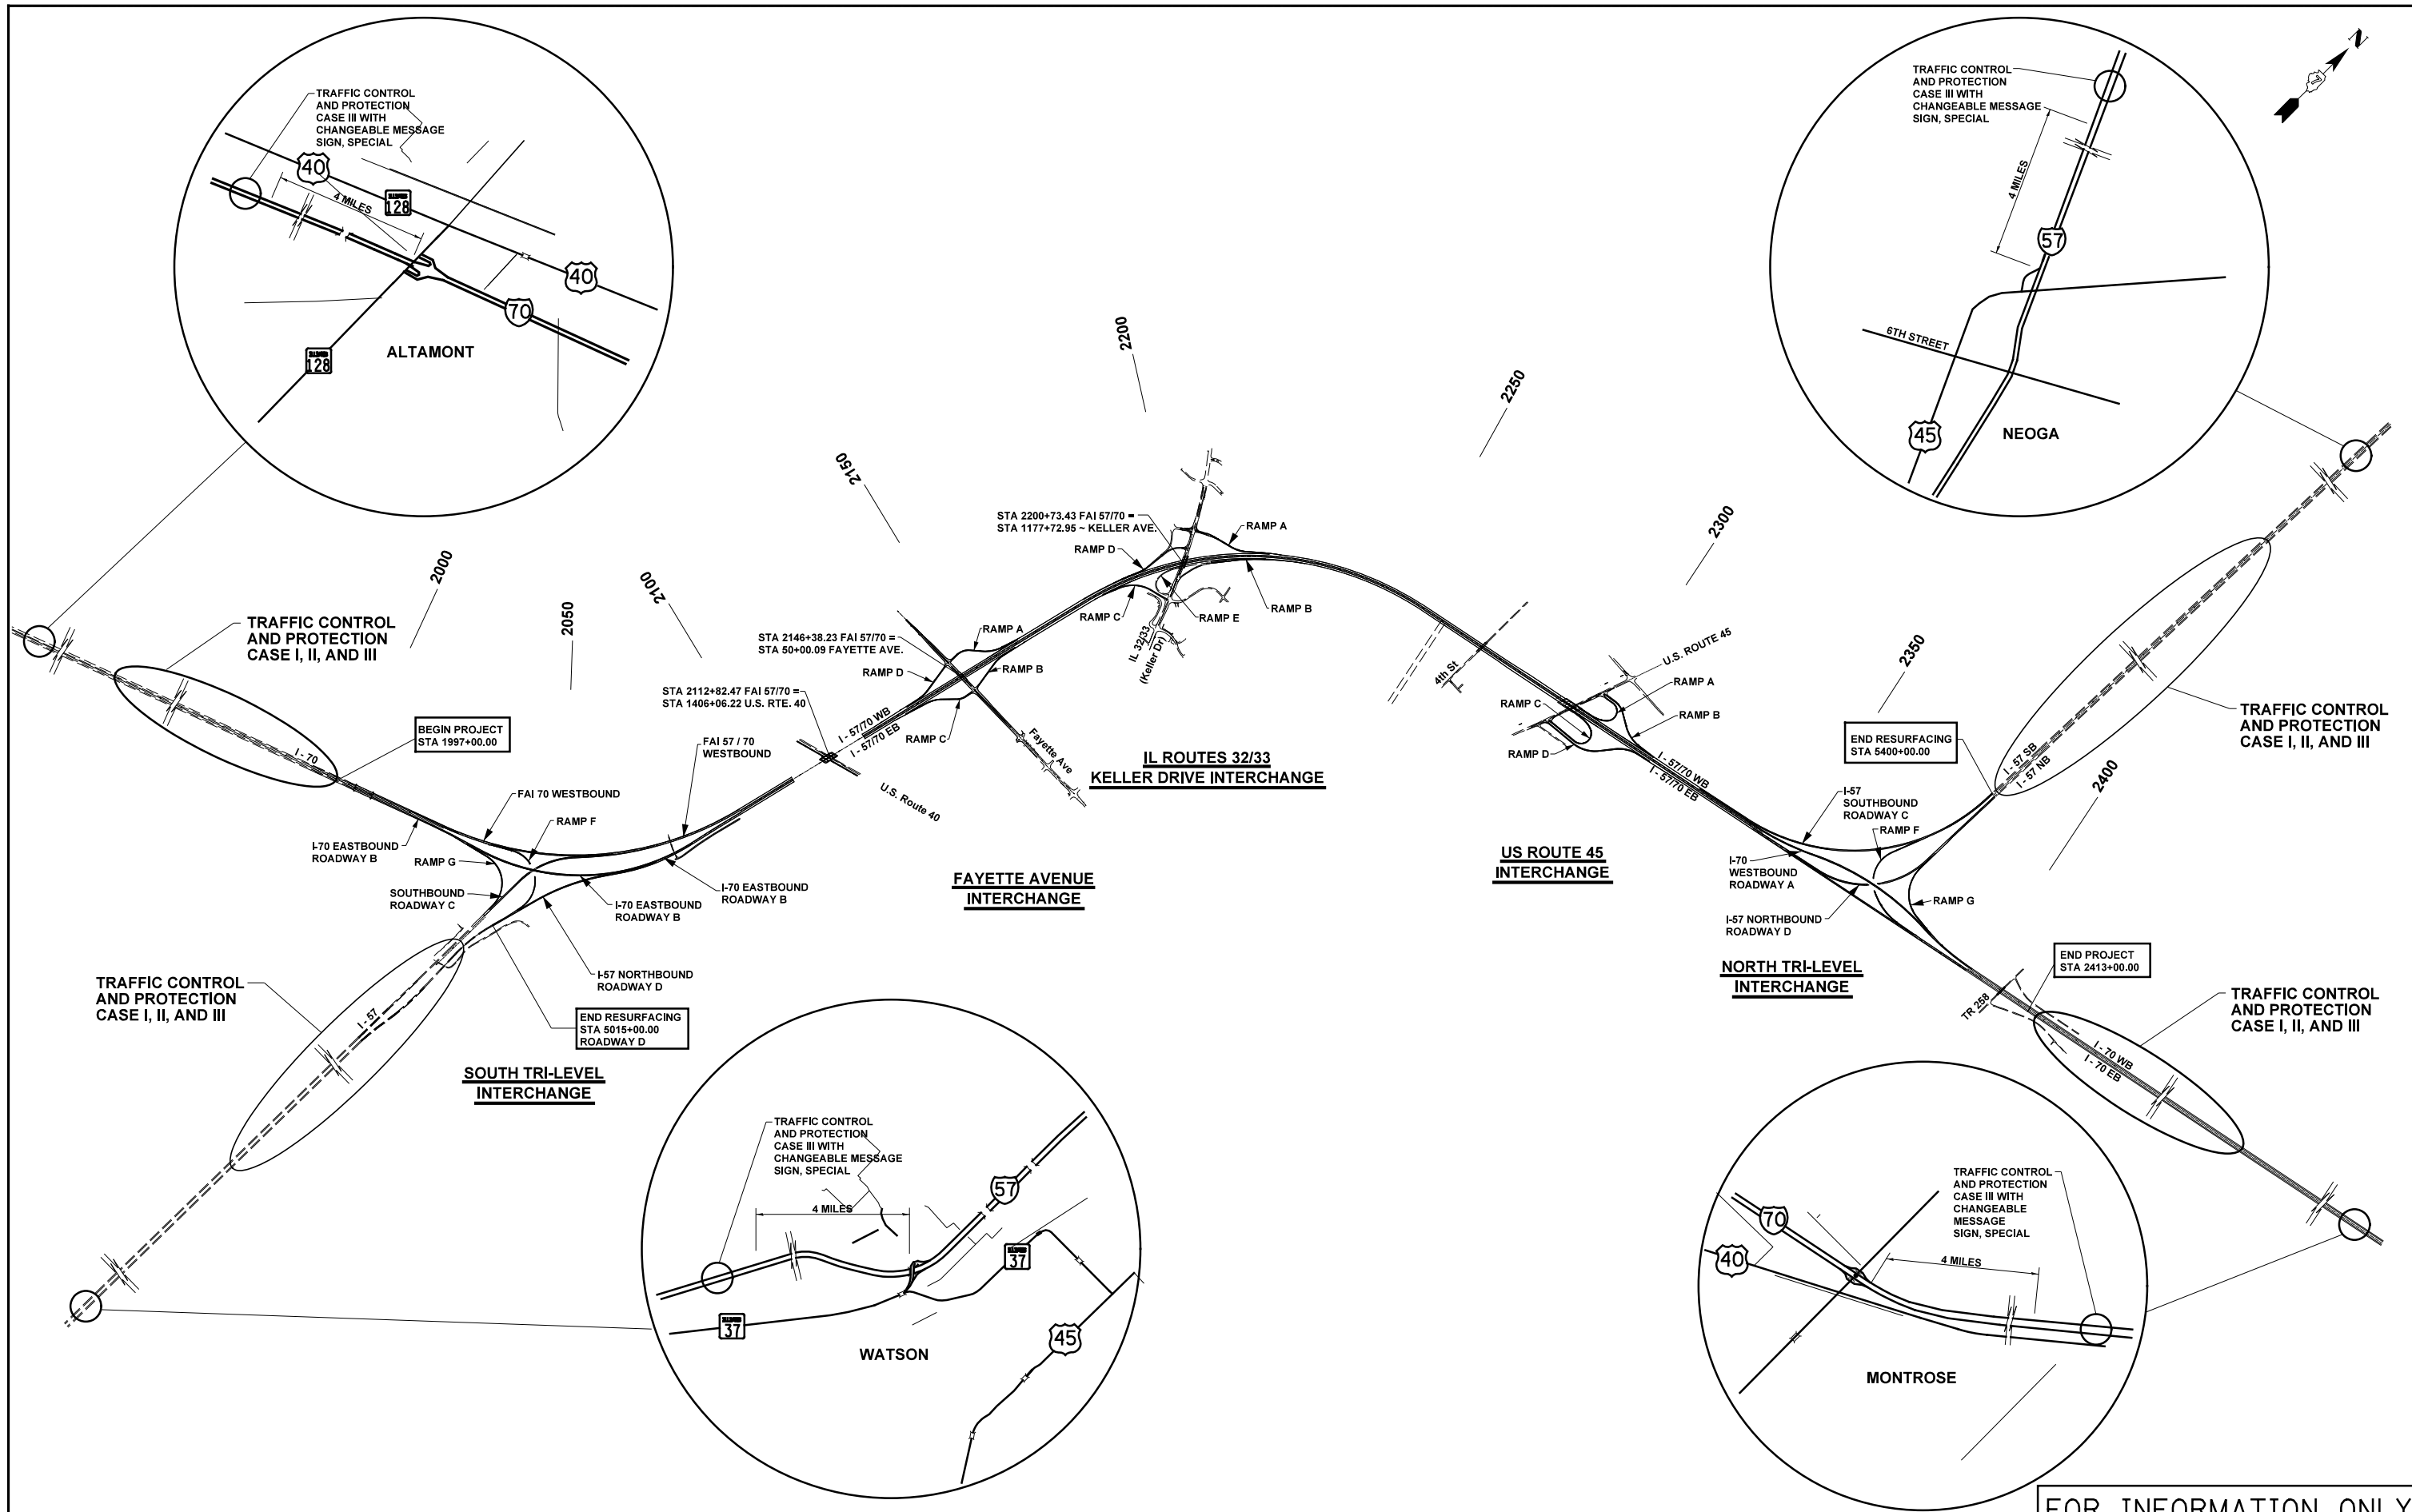 TRAFFIC CONTROL
AND PROTECTION
CASE III WITH
CHANGEABLE MESSAGE
SIGN, SPECIAL
40
4 MILES
ILLINOIS
128
40
70
ILLINOIS
128
ALTAMONT
TRAFFIC CONTROL
AND PROTECTION
CASE III WITH
CHANGEABLE MESSAGE
SIGN, SPECIAL
4 MILES
57
6TH STREET
45
NEOGA
N
7
2000
2050
2100
2150
2200
2250
2300
2350
2400
TRAFFIC CONTROL
AND PROTECTION
CASE I, II, AND III
BEGIN PROJECT
STA 1997+00.00
I - 70
FAI 70 WESTBOUND
RAMP F
I-70 EASTBOUND
ROADWAY B
RAMP G
SOUTHBOUND
ROADWAY C
FAI 57 / 70
WESTBOUND
I-70 EASTBOUND
ROADWAY B
I-70 EASTBOUND
ROADWAY B
I-57 NORTHBOUND
ROADWAY D
END RESURFACING
STA 5015+00.00
ROADWAY D
TRAFFIC CONTROL
AND PROTECTION
CASE I, II, AND III
I - 57
SOUTH TRI-LEVEL
INTERCHANGE
STA 2112+82.47 FAI 57/70 =
STA 1406+06.22 U.S. RTE. 40
U.S. Route 40
I - 57/70 WB
I - 57/70 EB
STA 2146+38.23 FAI 57/70 =
STA 50+00.09 FAYETTE AVE.
RAMP A
RAMP B
RAMP D
RAMP C
Fayette Ave
FAYETTE AVENUE
INTERCHANGE
STA 2200+73.43 FAI 57/70 =
STA 1177+72.95 ~ KELLER AVE.
RAMP A
RAMP D
RAMP C
RAMP E
RAMP B
IL 32/33
(Keller Dr)
IL ROUTES 32/33
KELLER DRIVE INTERCHANGE
4th St
U.S. ROUTE 45
RAMP A
RAMP C
RAMP B
RAMP D
I - 57/70 WB
I - 57/70 EB
US ROUTE 45
INTERCHANGE
END RESURFACING
STA 5400+00.00
I - 57 SB
I - 57 NB
TRAFFIC CONTROL
AND PROTECTION
CASE I, II, AND III
I-57
SOUTHBOUND
ROADWAY C
RAMP F
I-70
WESTBOUND
ROADWAY A
RAMP G
I-57 NORTHBOUND
ROADWAY D
NORTH TRI-LEVEL
INTERCHANGE
END PROJECT
STA 2413+00.00
TR 258
TRAFFIC CONTROL
AND PROTECTION
CASE I, II, AND III
I - 70 WB
I - 70 EB
TRAFFIC CONTROL
AND PROTECTION
CASE III WITH
CHANGEABLE MESSAGE
SIGN, SPECIAL
4 MILES
57
ILLINOIS
37
ILLINOIS
37
45
WATSON
TRAFFIC CONTROL
AND PROTECTION
CASE III WITH
CHANGEABLE
MESSAGE
SIGN, SPECIAL
70
40
4 MILES
MONTROSE
FOR INFORMATION ONLY